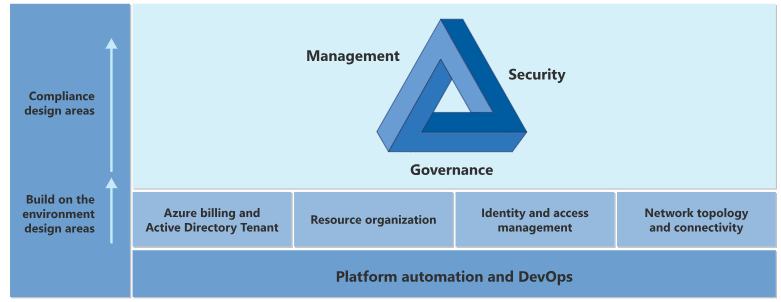 Management
Security
Governance
Compliance
design areas
Build on the
environment
design areas
Azure billing and
Active Directory Tenant
Resource organization
Identity and access
management
Network topology
and connectivity
Platform automation and DevOps